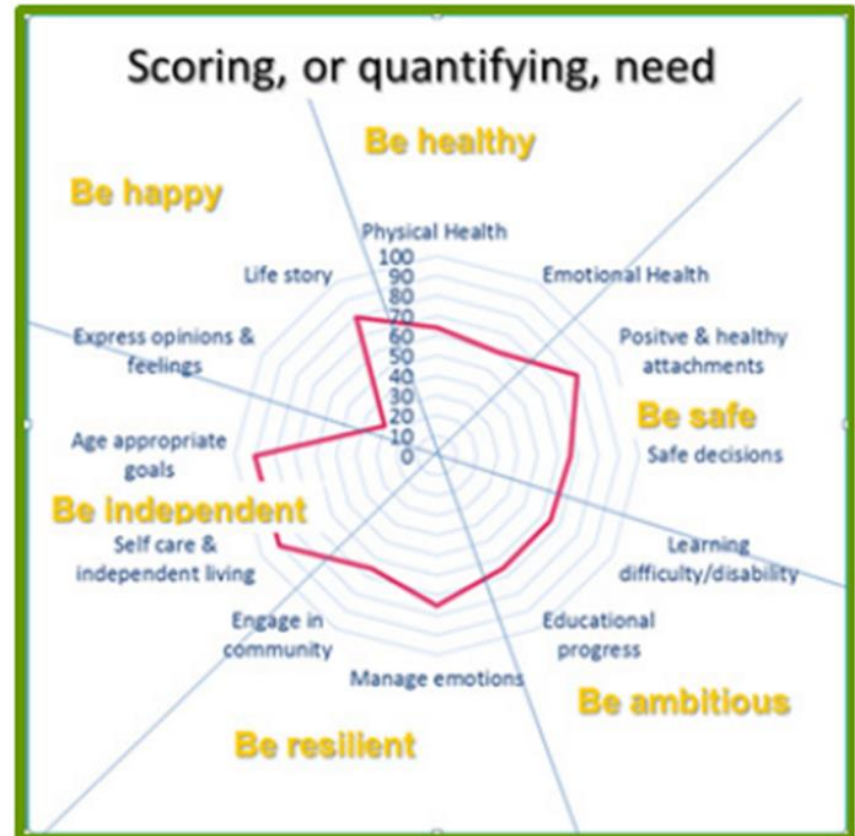 Scoring, or quantifying, need
Be healthy
Be happy
Physical Health
100
90
80
70
60
50
40
30
20
10
0
Life story
Emotional Health
Express opinions &
feelings
Positve & healthy
attachments
Be safe
Age appropriate
goals
Safe decisions
Be independent
Self care &
independent living
Learning
difficulty/disability
Engage in
community
Educational
progress
Manage emotions
Be ambitious
Be resilient